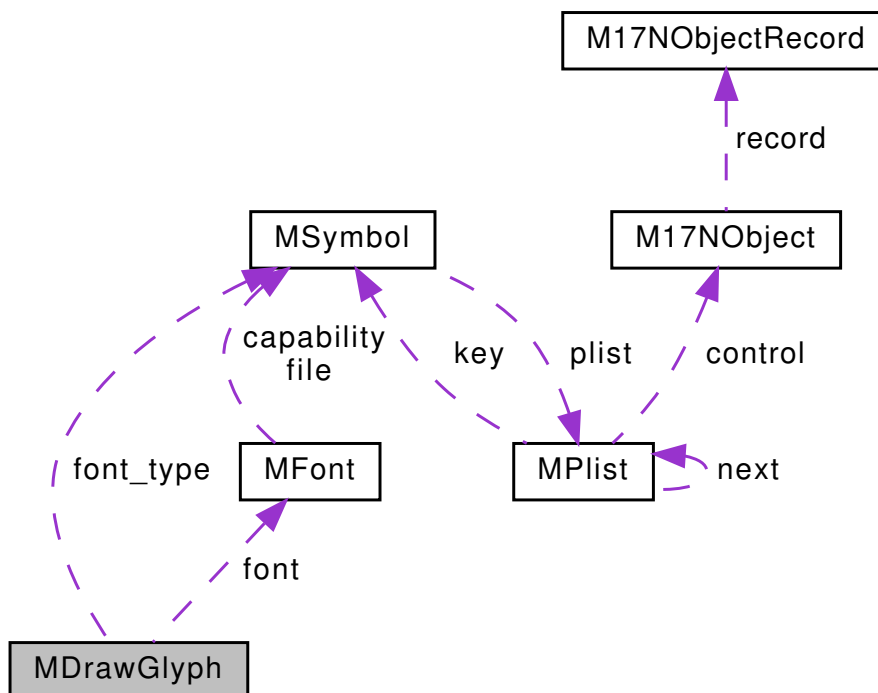 M17NObjectRecord
record
MSymbol
M17NObject
capability
file
key
plist
control
font_type
MFont
MPlist
next
font
MDrawGlyph